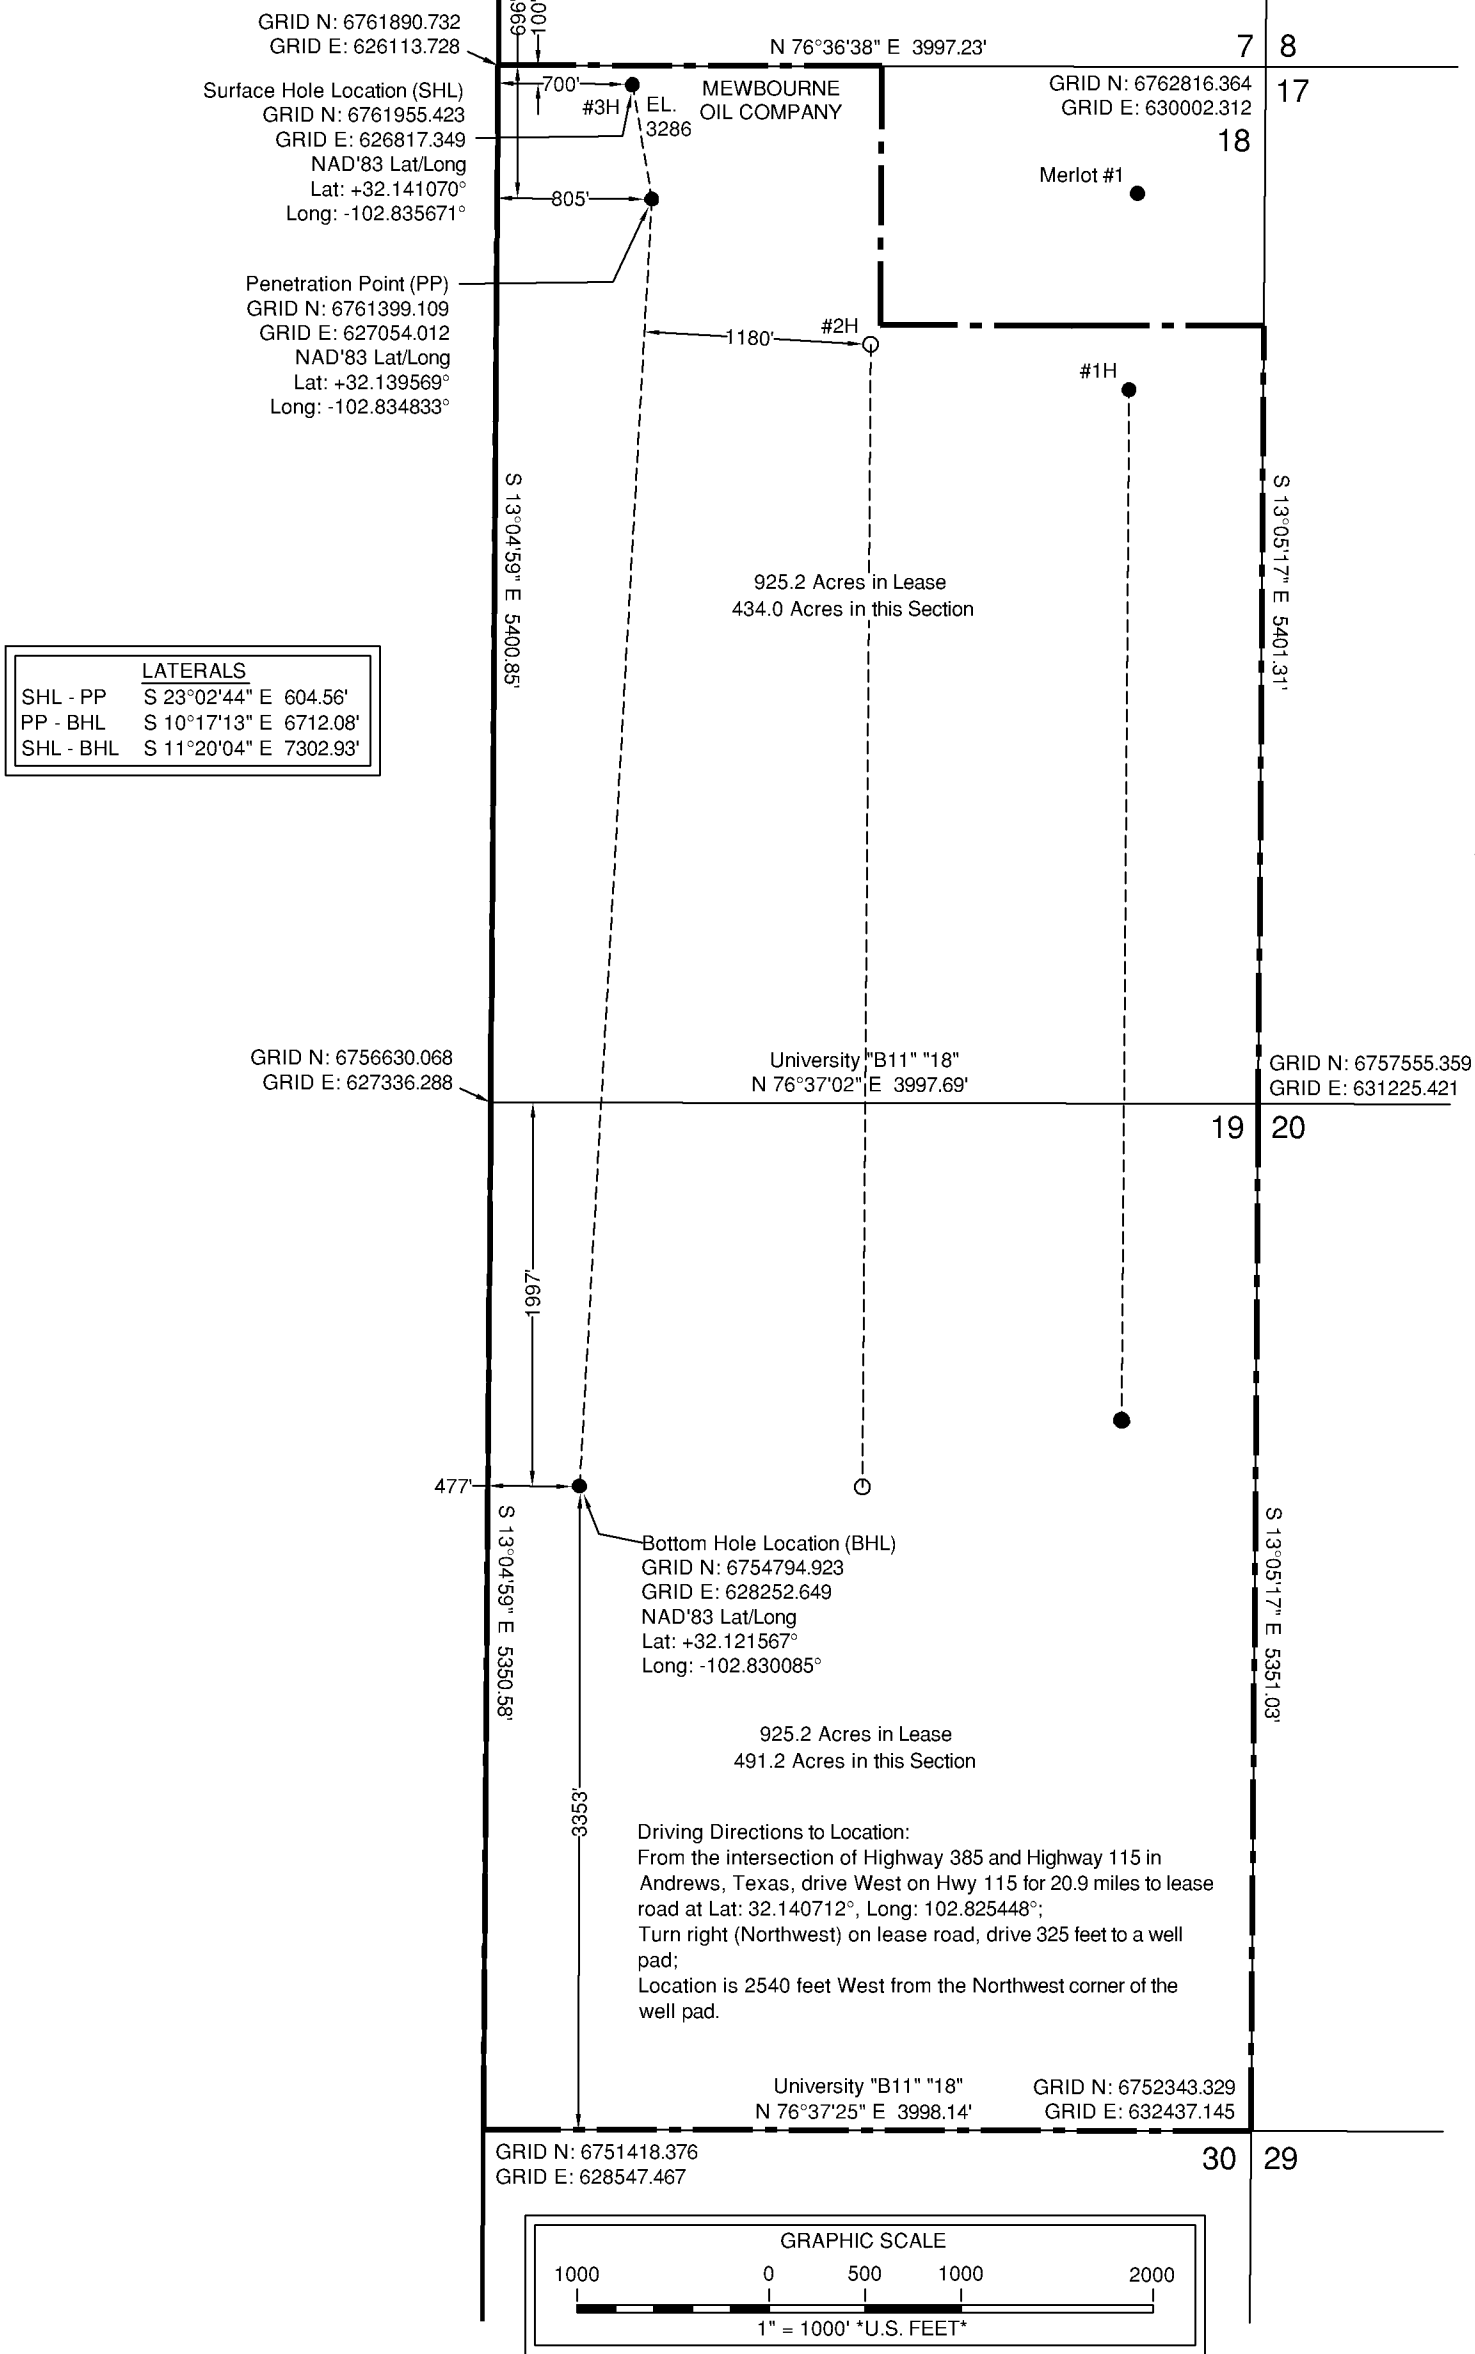 GRID N: 6761890.732
GRID E: 626113.728
699'
100'
N 76°36'38" E 3997.23'
7
8
700'
MEWBOURNE
OIL COMPANY
#3H
EL.
3286
GRID N: 6762816.364
GRID E: 630002.312
17
18
Surface Hole Location (SHL)
GRID N: 6761955.423
GRID E: 626817.349
NAD'83 Lat/Long
Lat: +32.141070°
Long: -102.835671°
805'
Merlot #1
Penetration Point (PP)
GRID N: 6761399.109
GRID E: 627054.012
NAD'83 Lat/Long
Lat: +32.139569°
Long: -102.834833°
1180'
#2H
#1H
S 13°04'59" E 5400.85'
S 13°05'17" E 5401.31'
925.2 Acres in Lease
434.0 Acres in this Section
LATERALS
SHL - PP S 23°02'44" E 604.56'
PP - BHL S 10°17'13" E 6712.08'
SHL - BHL S 11°20'04" E 7302.93'
GRID N: 6756630.068
GRID E: 627336.288
University "B11" "18"
N 76°37'02" E 3997.69'
GRID N: 6757555.359
GRID E: 631225.421
19
20
1997'
477'
Bottom Hole Location (BHL)
GRID N: 6754794.923
GRID E: 628252.649
NAD'83 Lat/Long
Lat: +32.121567°
Long: -102.830085°
S 13°04'59" E 5350.58'
S 13°05'17" E 5351.03'
925.2 Acres in Lease
491.2 Acres in this Section
3353'
Driving Directions to Location:
From the intersection of Highway 385 and Highway 115 in
Andrews, Texas, drive West on Hwy 115 for 20.9 miles to lease
road at Lat: 32.140712°, Long: 102.825448°;
Turn right (Northwest) on lease road, drive 325 feet to a well
pad;
Location is 2540 feet West from the Northwest corner of the
well pad.
University "B11" "18"
N 76°37'25" E 3998.14'
GRID N: 6752343.329
GRID E: 632437.145
GRID N: 6751418.376
GRID E: 628547.467
30
29
GRAPHIC SCALE
1000 0 500 1000 2000
1" = 1000' *U.S. FEET*